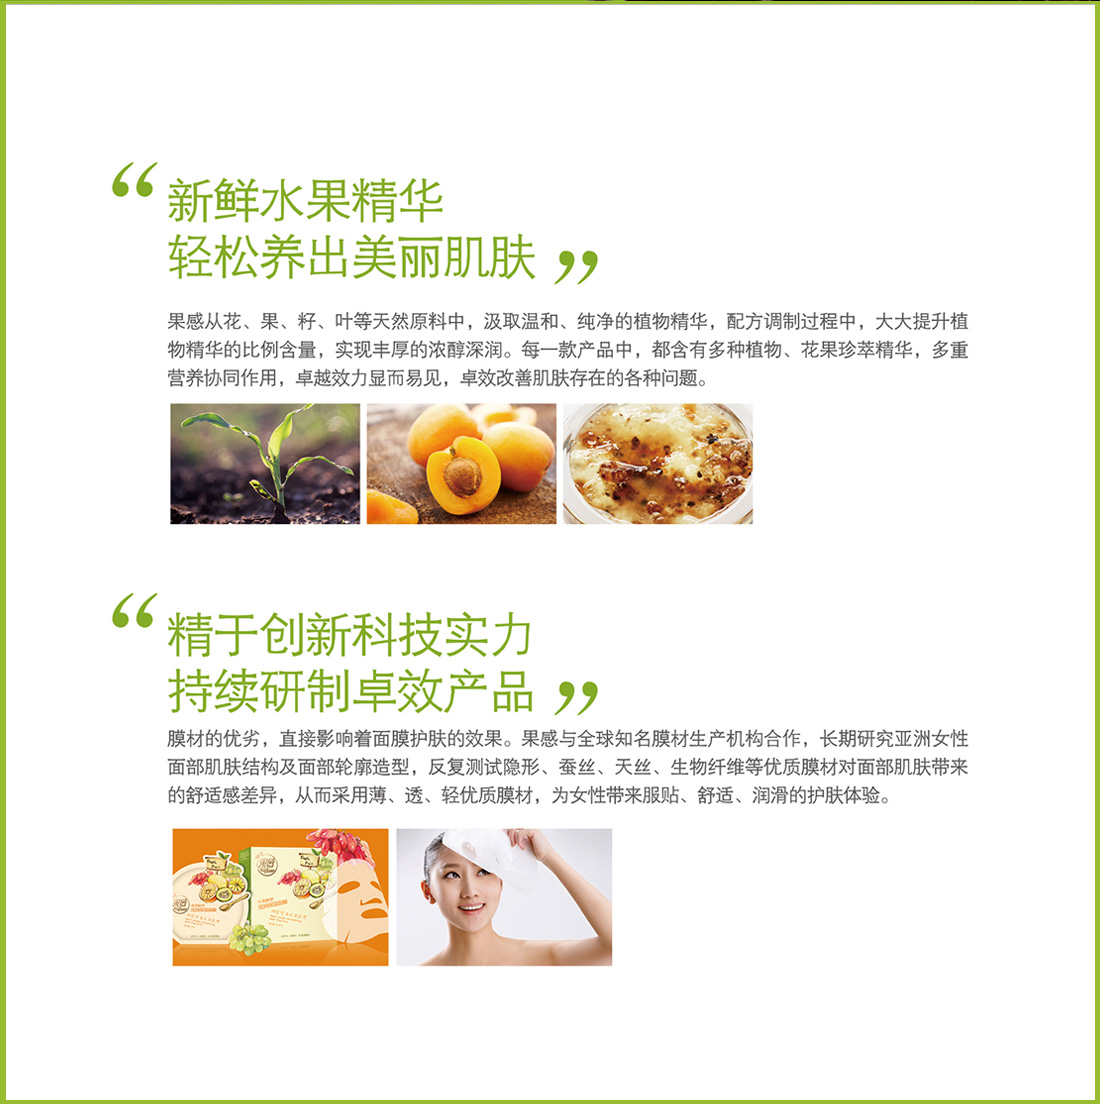 “新鲜水果精华
轻松养出美丽肌肤”
果感从花、果、籽、叶等天然原料中，汲取温和、纯净的植物精华，配方调制过程中，大大提升植
物精华的比例含量，实现丰厚的浓醇深润。每一款产品中，都含有多种植物、花果珍萃精华，多重
营养协同作用，卓越效力显而易见，卓效改善肌肤存在的各种问题。
“精于创新科技实力
持续研制卓效产品”
膜材的优劣，直接影响着面膜护肤的效果。果感与全球知名膜材生产机构合作，长期研究亚洲女性
面部肌肤结构及面部轮廓造型，反复测试隐形、蚕丝、天丝、生物纤维等优质膜材对面部肌肤带来
的舒适感差异，从而采用薄、透、轻优质膜材，为女性带来服贴、舒适、润滑的护肤体验。